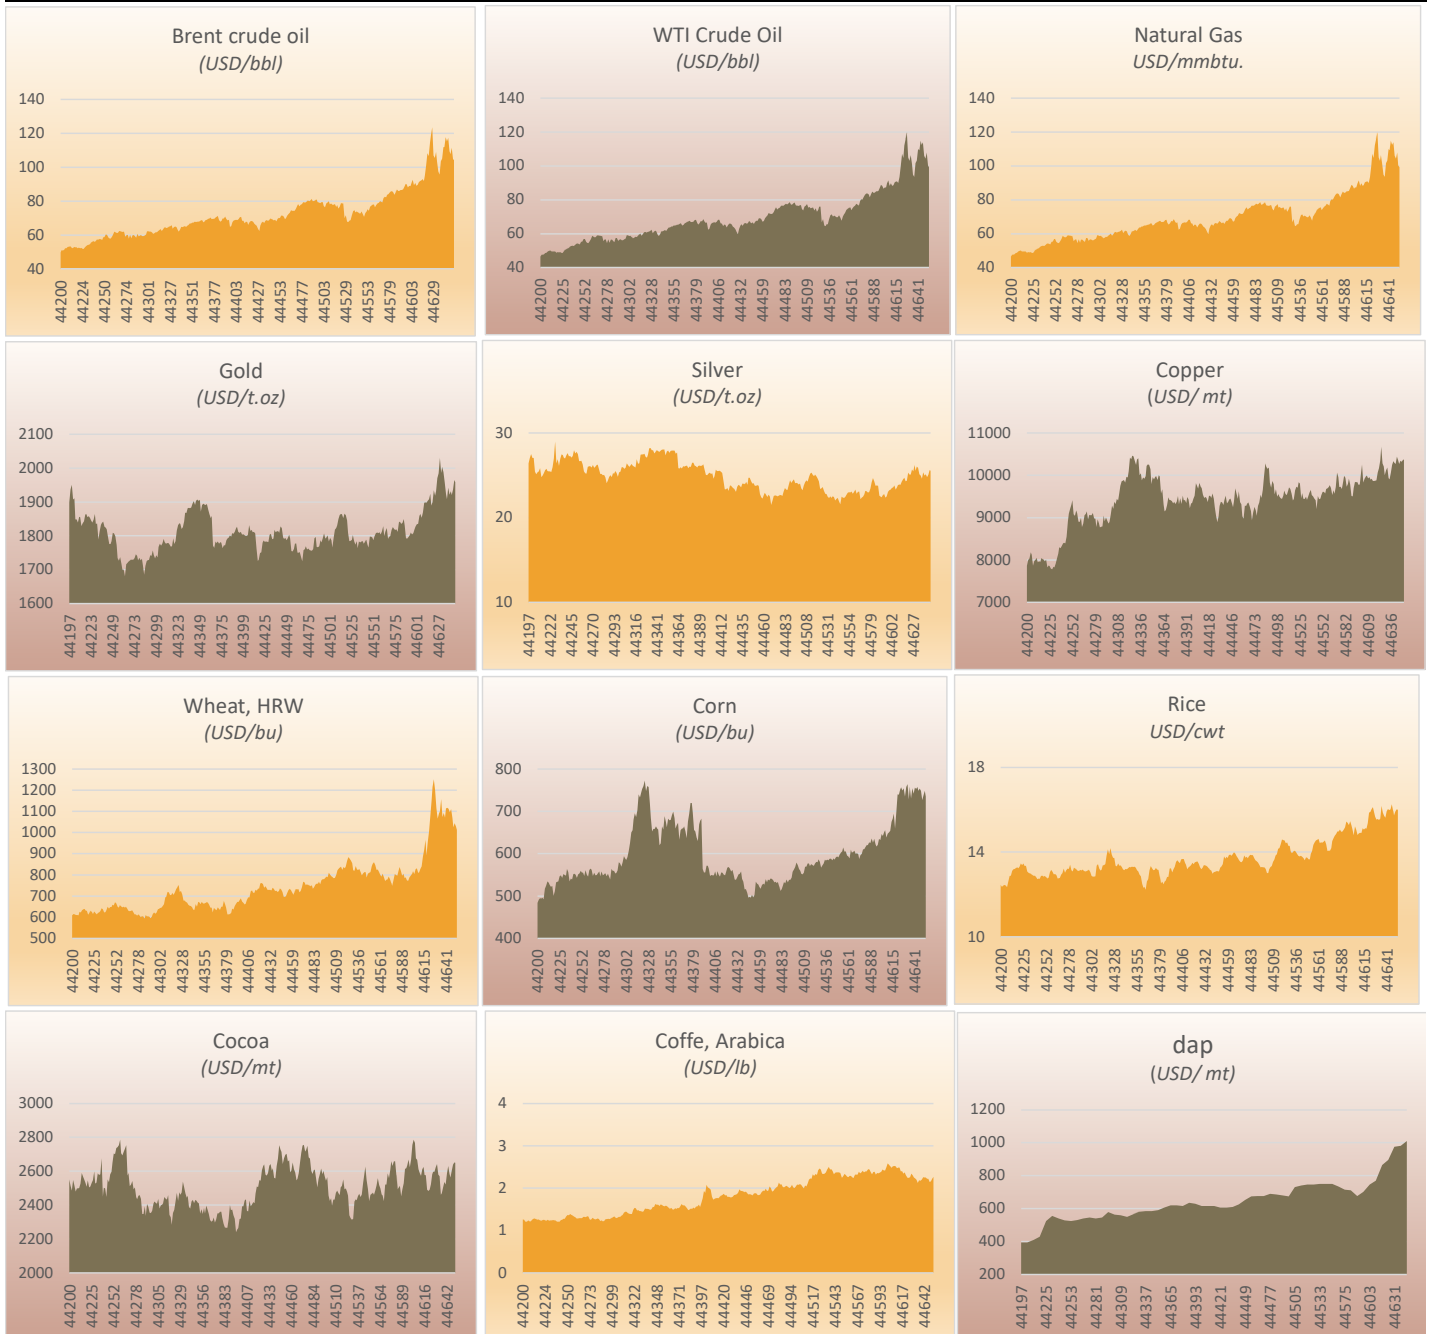 Brent crude oil
(USD/bbl)
140
120
100
80
60
40
44200 44224 44250 44274 44301 44327 44351 44377 44403 44427 44453 44479 44503 44529 44553 44579 44603 44629
WTI Crude Oil
(USD/bbl)
140
120
100
80
60
40
44200 44225 44252 44278 44302 44328 44355 44379 44406 44432 44459 44483 44509 44536 44561 44588 44615 44641
Natural Gas
USD/mmbtu.
140
120
100
80
60
40
44200 44225 44252 44278 44302 44328 44355 44379 44406 44432 44459 44483 44509 44536 44561 44588 44615 44641
Gold
(USD/t.oz)
2100
2000
1900
1800
1700
1600
44197 44223 44249 44273 44299 44323 44349 44375 44399 44425 44449 44475 44501 44525 44551 44575 44601 44627
Silver
(USD/t.oz)
30
20
10
44197 44222 44245 44270 44293 44316 44341 44364 44389 44412 44435 44460 44483 44508 44531 44554 44579 44602 44627
Copper
(USD/ mt)
11000
10000
9000
8000
7000
44200 44225 44252 44279 44308 44336 44364 44391 44418 44446 44473 44498 44525 44552 44582 44609 44636
Wheat, HRW
(USD/bu)
1300
1200
1100
1000
900
800
700
600
500
44200 44225 44252 44278 44302 44328 44355 44379 44406 44432 44459 44483 44509 44536 44561 44588 44615 44641
Corn
(USD/bu)
800
700
600
500
400
44200 44225 44252 44278 44302 44328 44355 44379 44406 44432 44459 44483 44509 44536 44561 44588 44615 44641
Rice
USD/cwt
18
14
10
44200 44225 44252 44278 44302 44328 44355 44379 44406 44432 44459 44483 44509 44536 44561 44588 44615 44641
Cocoa
(USD/mt)
3000
2800
2600
2400
2200
2000
44200 44225 44252 44278 44305 44329 44356 44383 44407 44433 44460 44484 44510 44537 44564 44589 44616 44642
Coffe, Arabica
(USD/lb)
4
3
2
1
0
44200 44224 44250 44274 44299 44322 44348 44371 44397 44420 44446 44469 44494 44517 44543 44567 44593 44617 44642
dap
(USD/ mt)
1200
1000
800
600
400
200
44197 44225 44253 44281 44309 44337 44365 44393 44421 44449 44477 44505 44533 44575 44603 44631